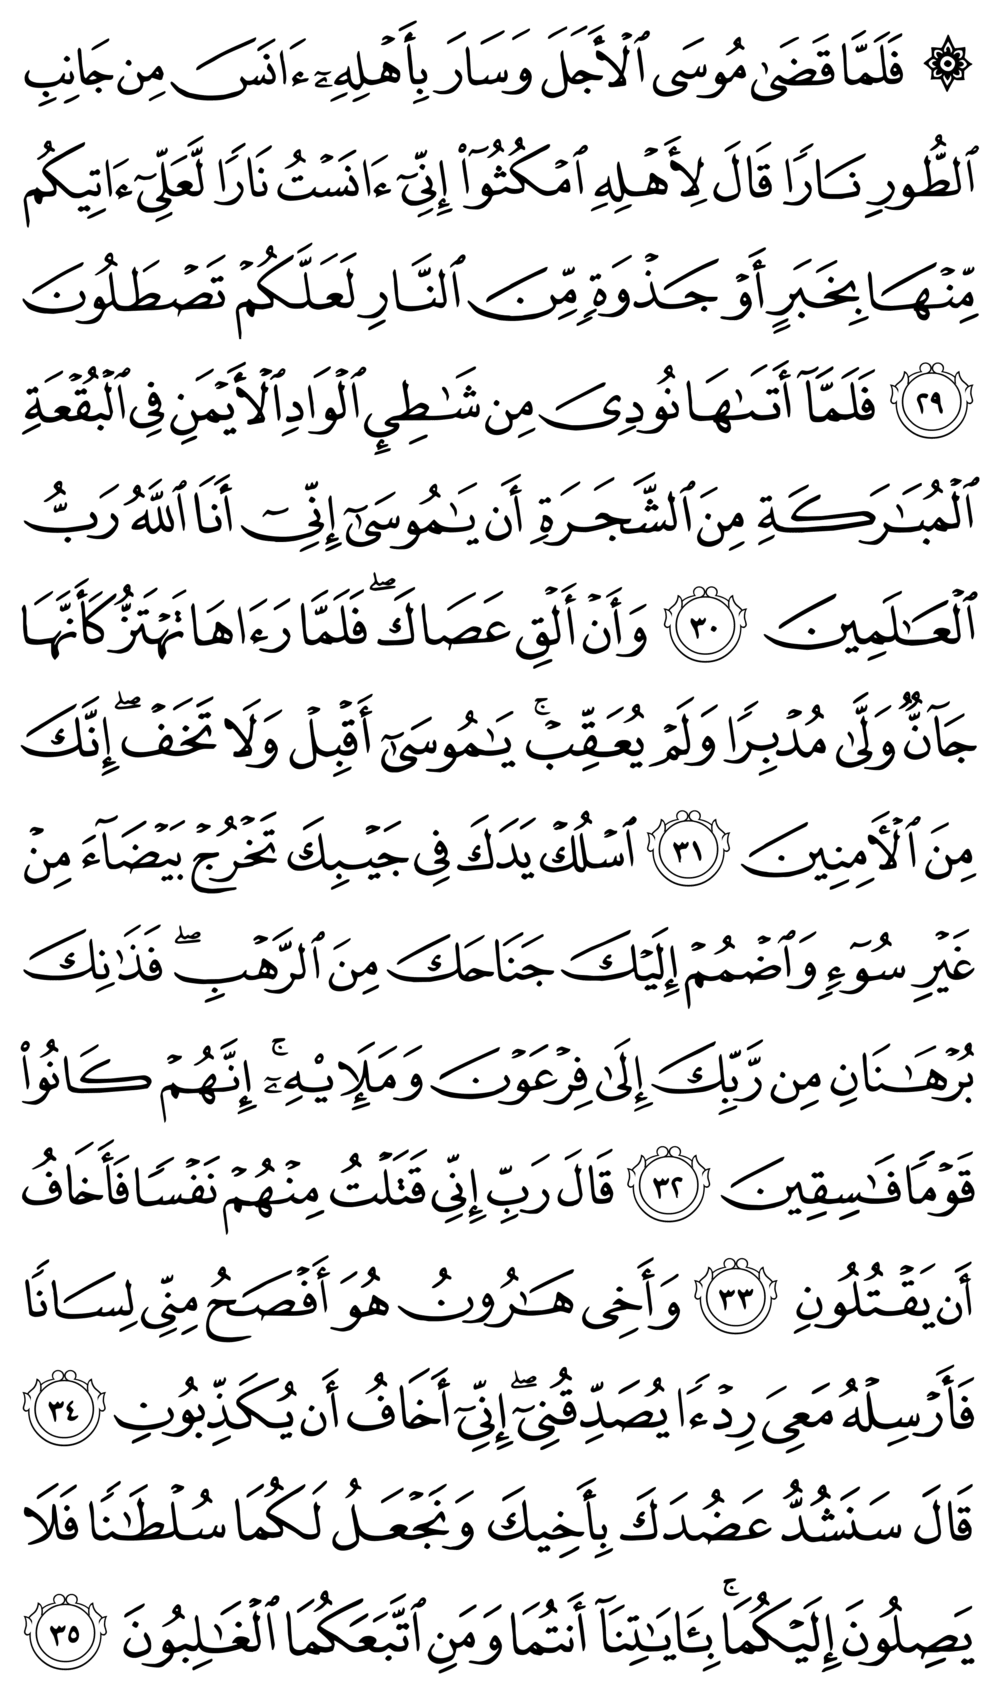 ۞ فَلَمَّا قَضَىٰ مُوسَى ٱلْأَجَلَ وَسَارَ بِأَهْلِهِۦٓ ءَانَسَ مِن جَانِبِ
ٱلطُّورِ نَارًا قَالَ لِأَهْلِهِ ٱمْكُثُوٓا۟ إِنِّىٓ ءَانَسْتُ نَارًا لَّعَلِّىٓ ءَاتِيكُم
مِّنْهَا بِخَبَرٍ أَوْ جَذْوَةٍ مِّنَ ٱلنَّارِ لَعَلَّكُمْ تَصْطَلُونَ
٢٩ فَلَمَّآ أَتَىٰهَا نُودِىَ مِن شَـٰطِئِ ٱلْوَادِ ٱلْأَيْمَنِ فِى ٱلْبُقْعَةِ
ٱلْمُبَـٰرَكَةِ مِنَ ٱلشَّجَرَةِ أَن يَـٰمُوسَىٰٓ إِنِّىٓ أَنَا ٱللَّهُ رَبُّ
ٱلْعَـٰلَمِينَ ٣٠ وَأَنْ أَلْقِ عَصَاكَ ۖ فَلَمَّا رَءَاهَا تَهْتَزُّ كَأَنَّهَا
جَآنٌّ وَلَّىٰ مُدْبِرًا وَلَمْ يُعَقِّبْ ۚ يَـٰمُوسَىٰٓ أَقْبِلْ وَلَا تَخَفْ ۖ إِنَّكَ
مِنَ ٱلْـَٔامِنِينَ ٣١ ٱسْلُكْ يَدَكَ فِى جَيْبِكَ تَخْرُجْ بَيْضَآءَ مِنْ
غَيْرِ سُوٓءٍ وَٱضْمُمْ إِلَيْكَ جَنَاحَكَ مِنَ ٱلرَّهْبِ ۖ فَذَٰنِكَ
بُرْهَـٰنَانِ مِن رَّبِّكَ إِلَىٰ فِرْعَوْنَ وَمَلَإِي۟هِۦٓ ۚ إِنَّهُمْ كَانُوا۟
قَوْمًا فَـٰسِقِينَ ٣٢ قَالَ رَبِّ إِنِّى قَتَلْتُ مِنْهُمْ نَفْسًا فَأَخَافُ
أَن يَقْتُلُونِ ٣٣ وَأَخِى هَـٰرُونُ هُوَ أَفْصَحُ مِنِّى لِسَانًا
فَأَرْسِلْهُ مَعِىَ رِدْءًا يُصَدِّقُنِىٓ ۖ إِنِّىٓ أَخَافُ أَن يُكَذِّبُونِ ٣٤
قَالَ سَنَشُدُّ عَضُدَكَ بِأَخِيكَ وَنَجْعَلُ لَكُمَا سُلْطَـٰنًا فَلَا
يَصِلُونَ إِلَيْكُمَا ۚ بِـَٔايَـٰتِنَآ أَنتُمَا وَمَنِ ٱتَّبَعَكُمَا ٱلْغَـٰلِبُونَ ٣٥